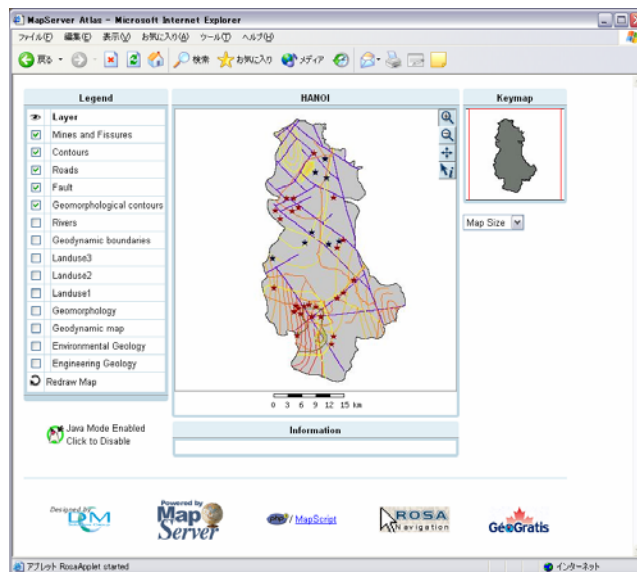 MapServer Atlas - Microsoft Internet Explorer
ファイル(F) 編集(E) 表示(V) お気に入り(A) ツール(T) ヘルプ(H)
戻る 検索 お気に入り メディア
Legend
Layer
Mines and Fissures
Contours
Roads
Fault
Geomorphological contours
Rivers
Geodynamic boundaries
Landuse3
Landuse2
Landuse1
Geomorphology
Geodynamic map
Environmental Geology
Engineering Geology
Redraw Map
Java Mode Enabled
Click to Disable
HANOI
0 3 6 9 12 15 km
Information
Keymap
Map Size
Designed by:
DM
Powered by
Map
Server
php / MapScript
ROSA
Navigation
GéoGratis
アプレット RosaApplet started
インターネット